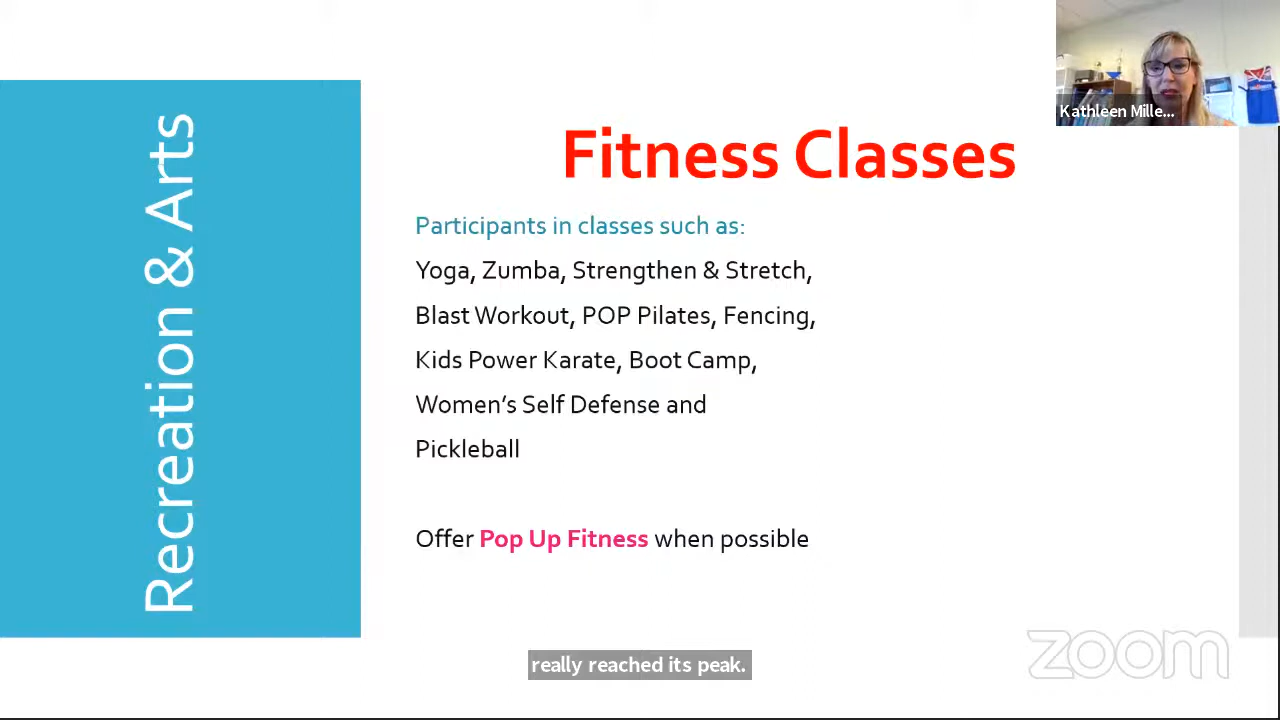 Kathleen Mille...
Recreation & Arts
Fitness Classes
Participants in classes such as:
Yoga, Zumba, Strengthen & Stretch,
Blast Workout, POP Pilates, Fencing,
Kids Power Karate, Boot Camp,
Women’s Self Defense and
Pickleball
Offer Pop Up Fitness when possible
really reached its peak.
zoom